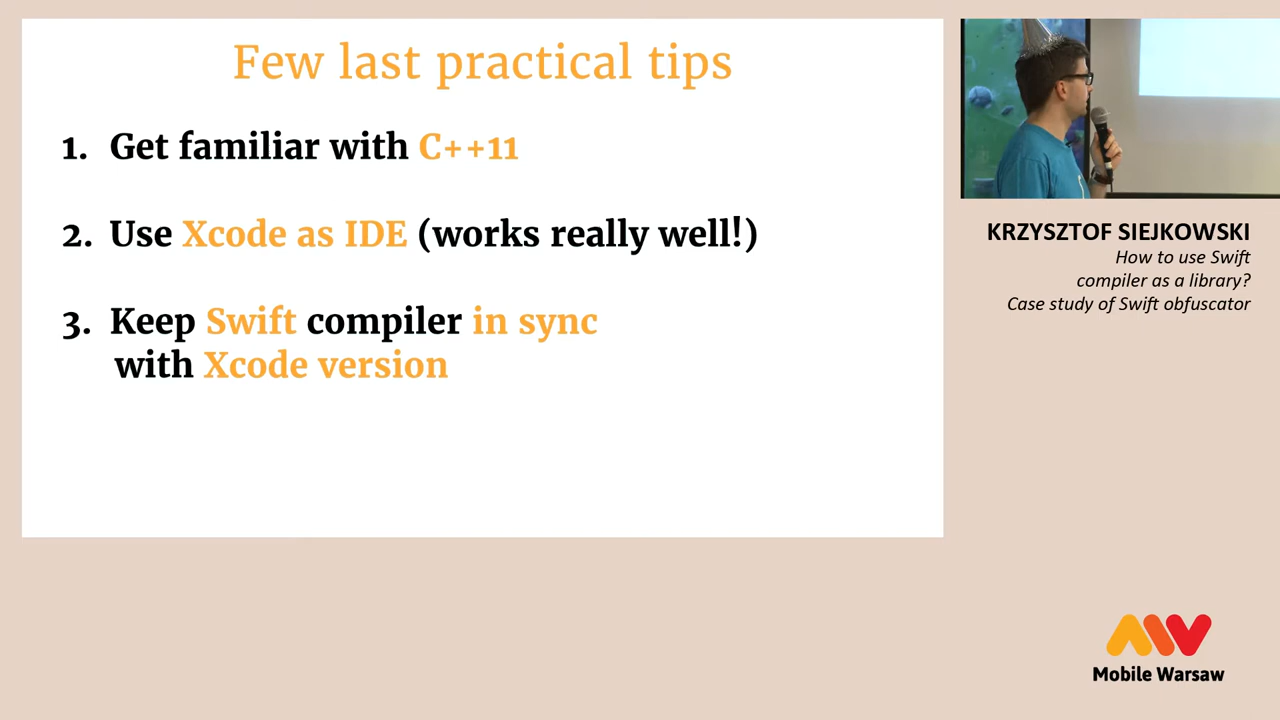 Few last practical tips
1. Get familiar with C++11
2. Use Xcode as IDE (works really well!)
3. Keep Swift compiler in sync
with Xcode version
KRZYSZTOF SIEJKOWSKI
How to use Swift
compiler as a library?
Case study of Swift obfuscator
Mobile Warsaw